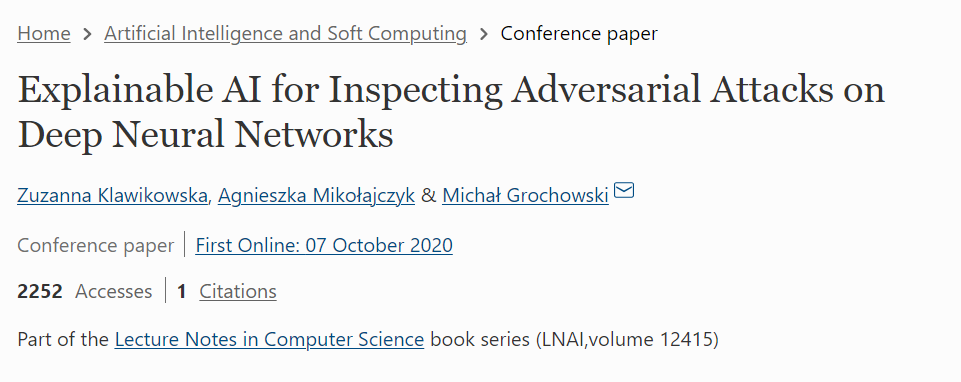 Home > Artificial Intelligence and Soft Computing > Conference paper
Explainable AI for Inspecting Adversarial Attacks on
Deep Neural Networks
Zuzanna Klawikowska, Agnieszka Mikołajczyk & Michał Grochowski
Conference paper | First Online: 07 October 2020
2252 Accesses | 1 Citations
Part of the Lecture Notes in Computer Science book series (LNAI,volume 12415)